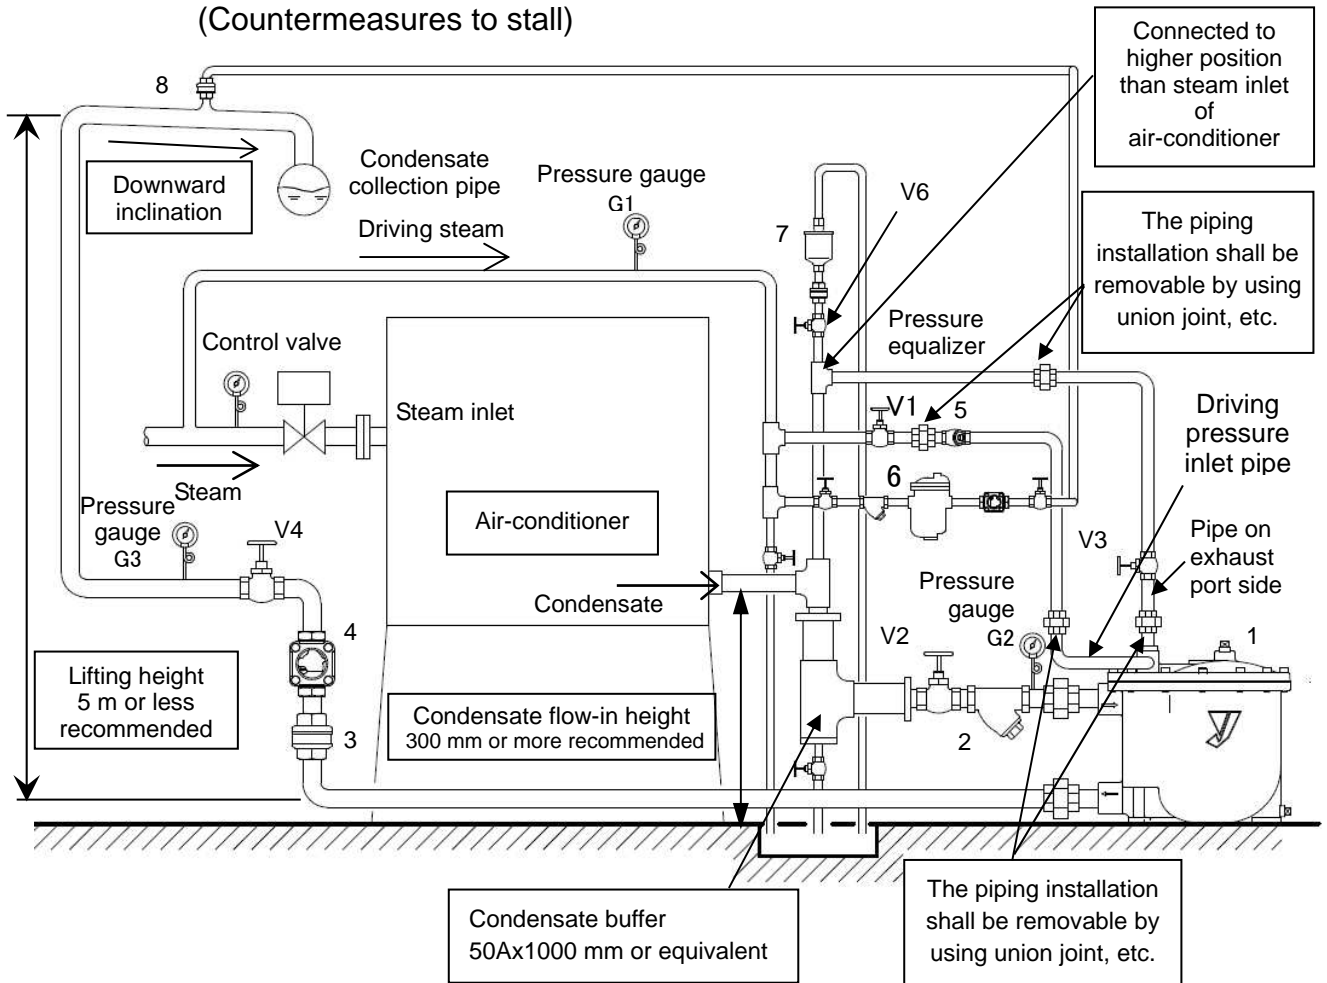 (Countermeasures to stall)
Connected to
higher position
than steam inlet
of
air-conditioner
8
Downward
inclination
Condensate
collection pipe
Driving steam
Pressure gauge
G1
7
V6
The piping
installation shall be
removable by using
union joint, etc.
Control valve
Steam inlet
Pressure
equalizer
V1
5
Driving
pressure
inlet pipe
6
Steam
Pressure
gauge
G3
V4
Air-conditioner
Condensate
V3
Pipe on
exhaust
port side
Pressure
gauge
G2
V2
1
4
Lifting height
5 m or less
recommended
3
Condensate flow-in height
300 mm or more recommended
2
Condensate buffer
50Ax1000 mm or equivalent
The piping installation
shall be removable by
using union joint, etc.